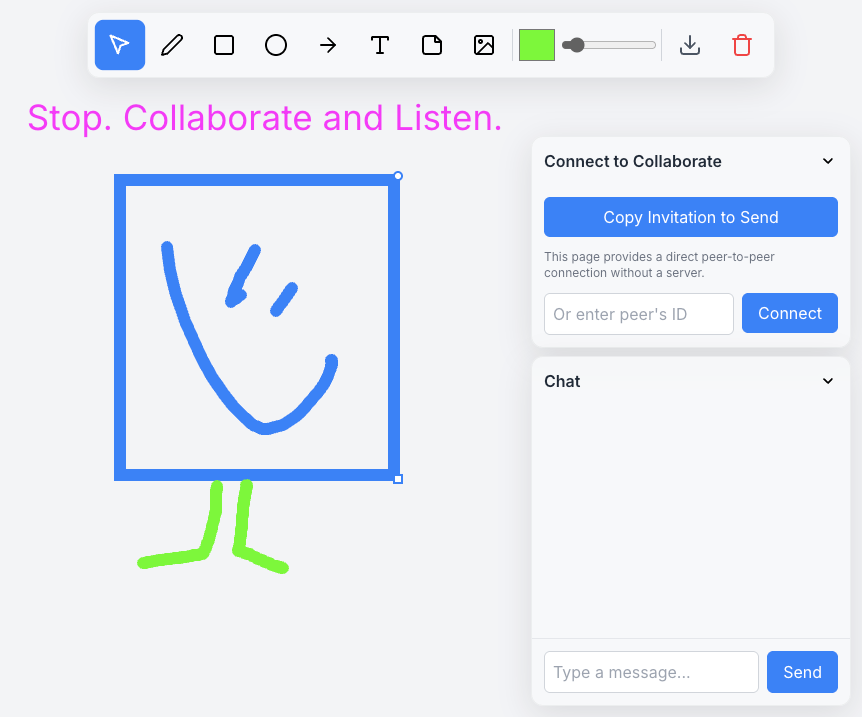 Stop. Collaborate and Listen.
Connect to Collaborate
Copy Invitation to Send
This page provides a direct peer-to-peer
connection without a server.
Or enter peer's ID
Connect
Chat
Type a message...
Send